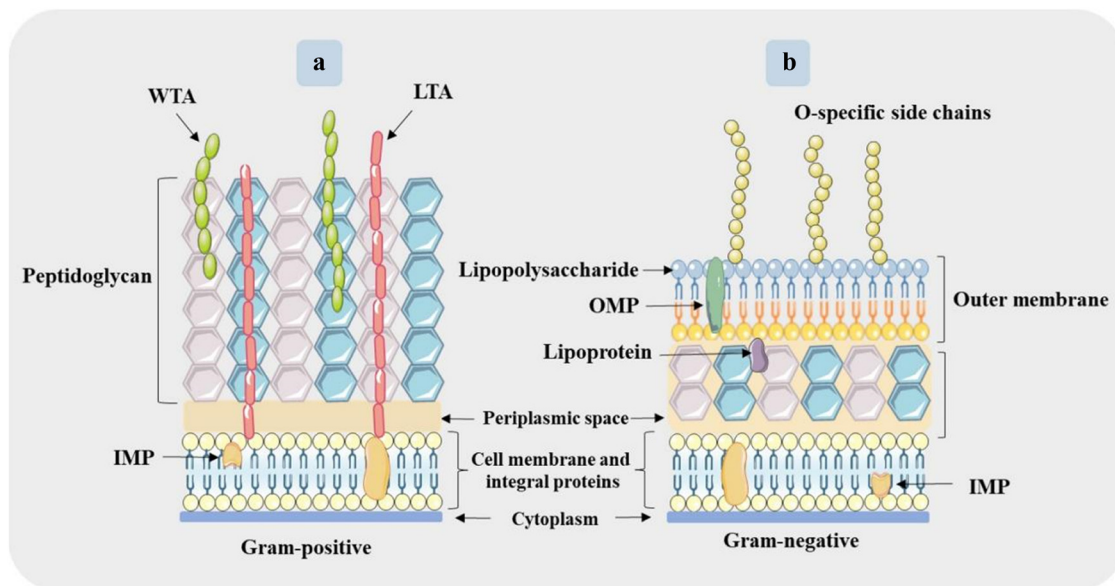 a
b
WTA
LTA
O-specific side chains
Peptidoglycan
Lipopolysaccharide
OMP
Outer membrane
Lipoprotein
Periplasmic space
IMP
Cell membrane and
integral proteins
IMP
Cytoplasm
Gram-positive
Gram-negative